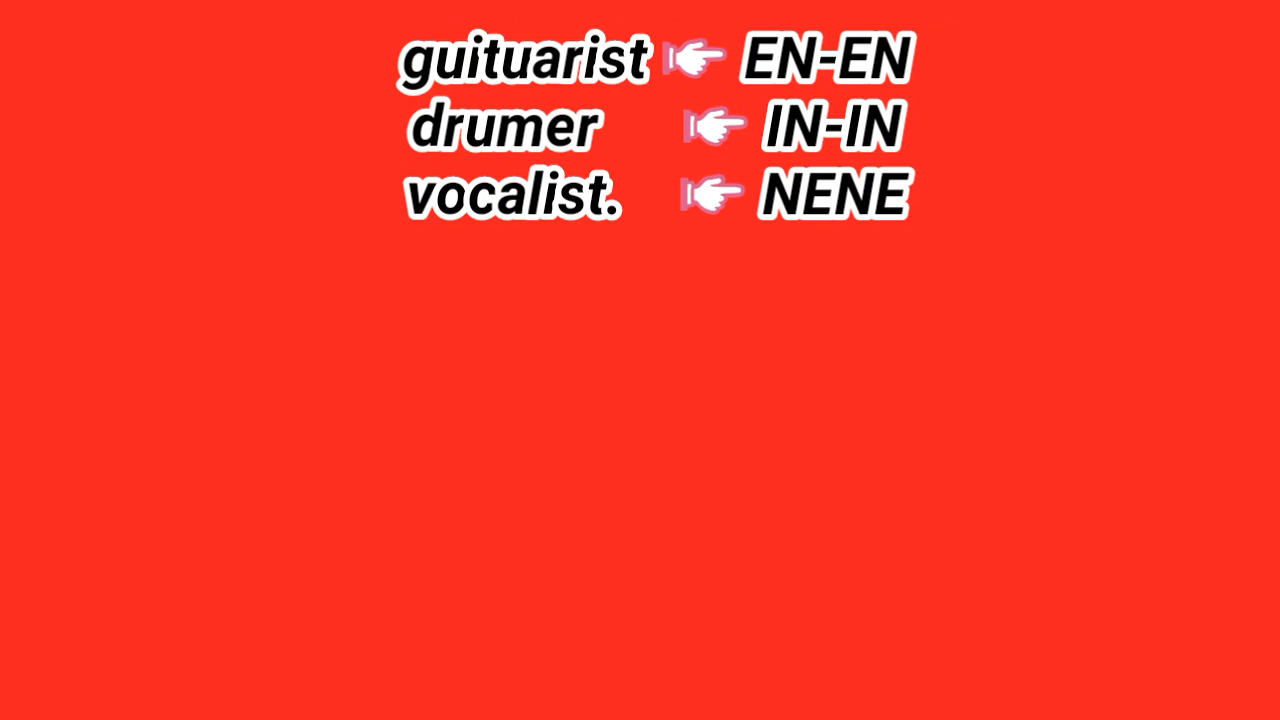 guituarist 👉 EN-EN
drumer 👉 IN-IN
vocalist. 👉 NENE